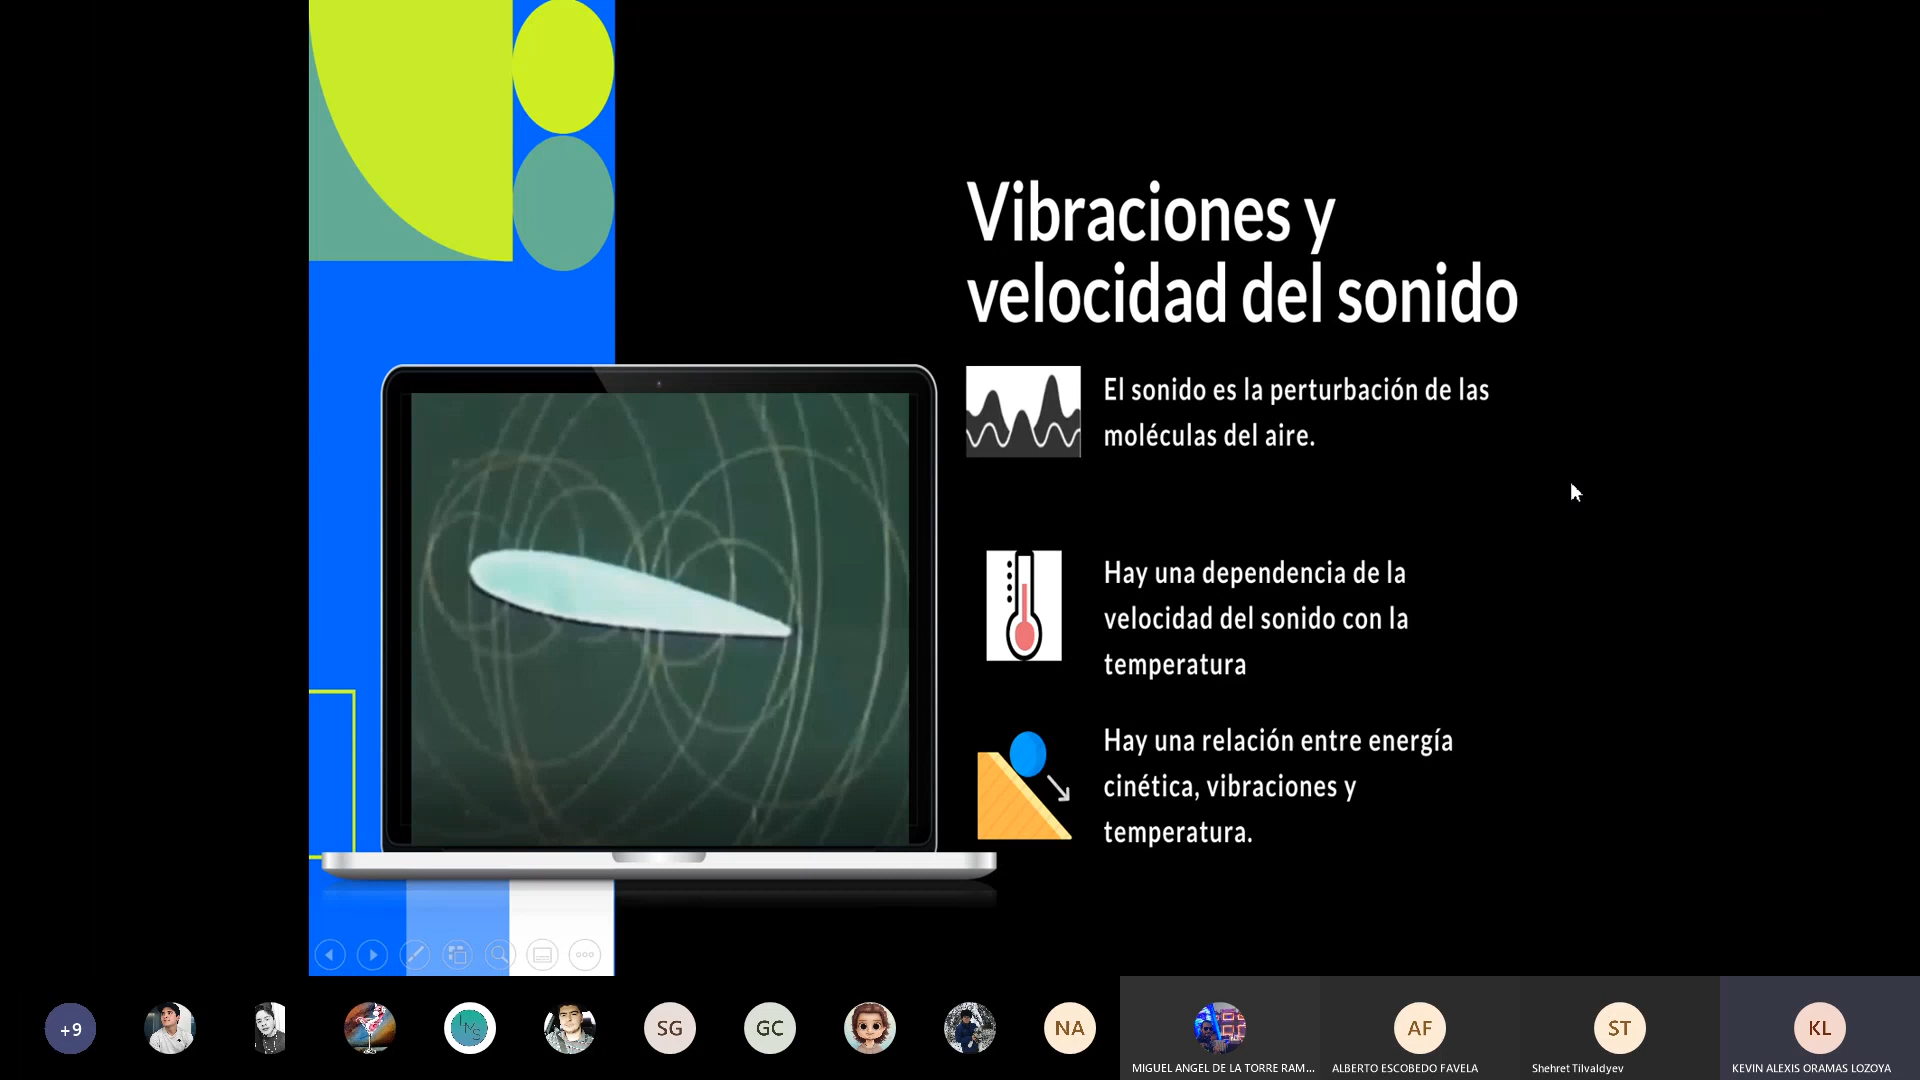 Vibraciones y
velocidad del sonido
El sonido es la perturbación de las
moléculas del aire.
Hay una dependencia de la
velocidad del sonido con la
temperatura
Hay una relación entre energía
cinética, vibraciones y
temperatura.
+9
IMS
SG
GC
NA
AF
ST
KL
MIGUEL ANGEL DE LA TORRE RAM...
ALBERTO ESCOBEDO FAVELA
Shehret Tilvaldyev
KEVIN ALEXIS ORAMAS LOZOYA